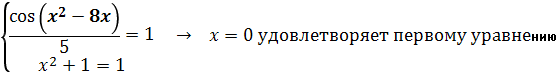 {cos(x² − 8x)/5 = 1
x² + 1 = 1 → x = 0 удовлетворяет первому уравнению